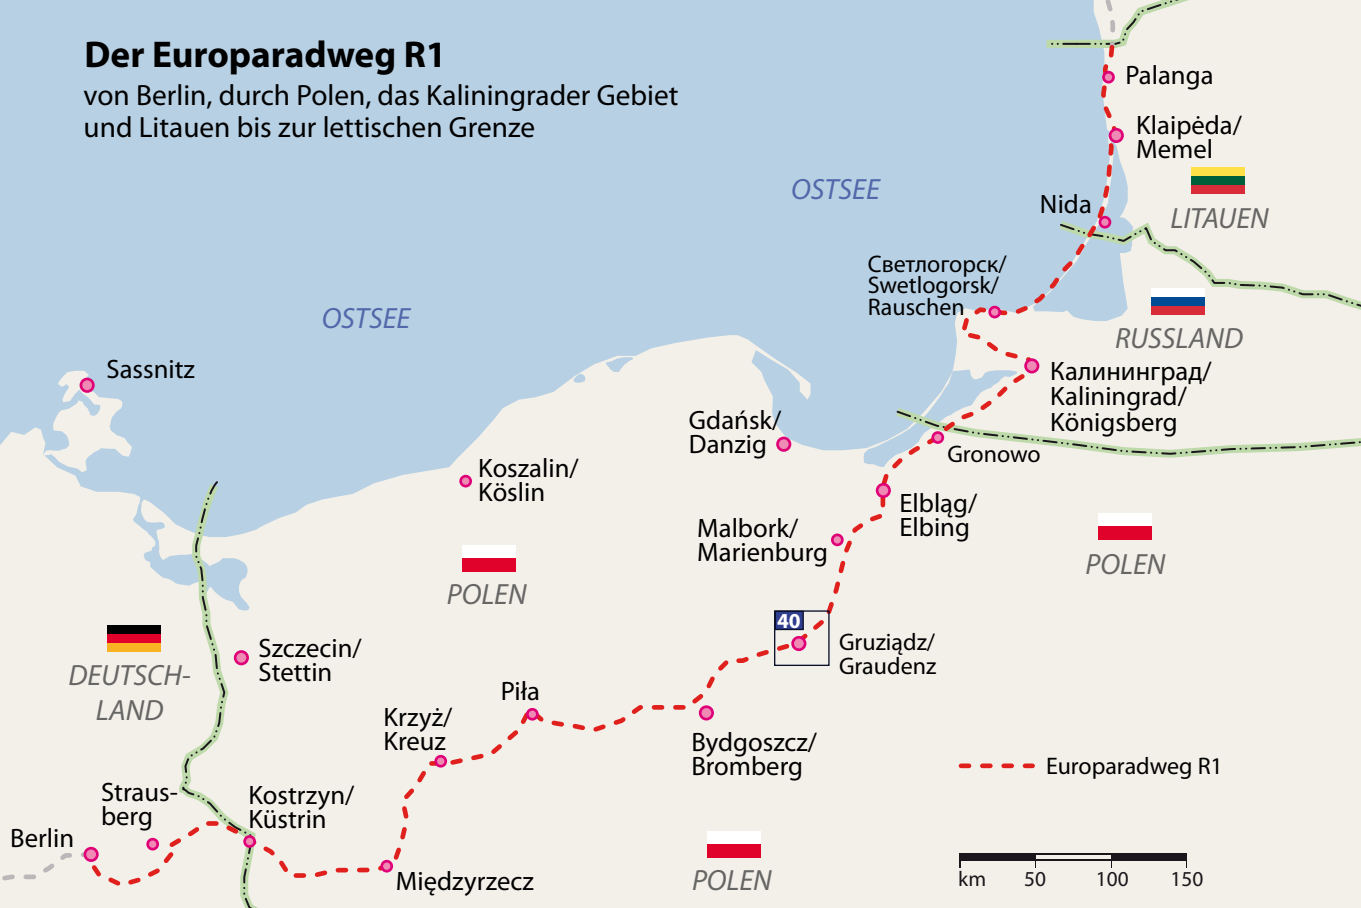 Der Europaradweg R1
von Berlin, durch Polen, das Kaliningrader Gebiet
und Litauen bis zur lettischen Grenze
Palanga
Klaipėda/
Memel
OSTSEE
Nida
LITAUEN
Светлогорск/
Swetlogorsk/
Rauschen
OSTSEE
RUSSLAND
Sassnitz
Калининград/
Kaliningrad/
Königsberg
Gdańsk/
Danzig
Gronowo
Koszalin/
Köslin
Elbląg/
Elbing
Malbork/
Marienburg
POLEN
POLEN
40
Gruziądz/
Graudenz
Szczecin/
Stettin
DEUTSCH-
LAND
Piła
Krzyż/
Kreuz
Bydgoszcz/
Bromberg
Europaradweg R1
Straus-
berg
Kostrzyn/
Küstrin
Berlin
Międzyrzecz
POLEN
km 50 100 150